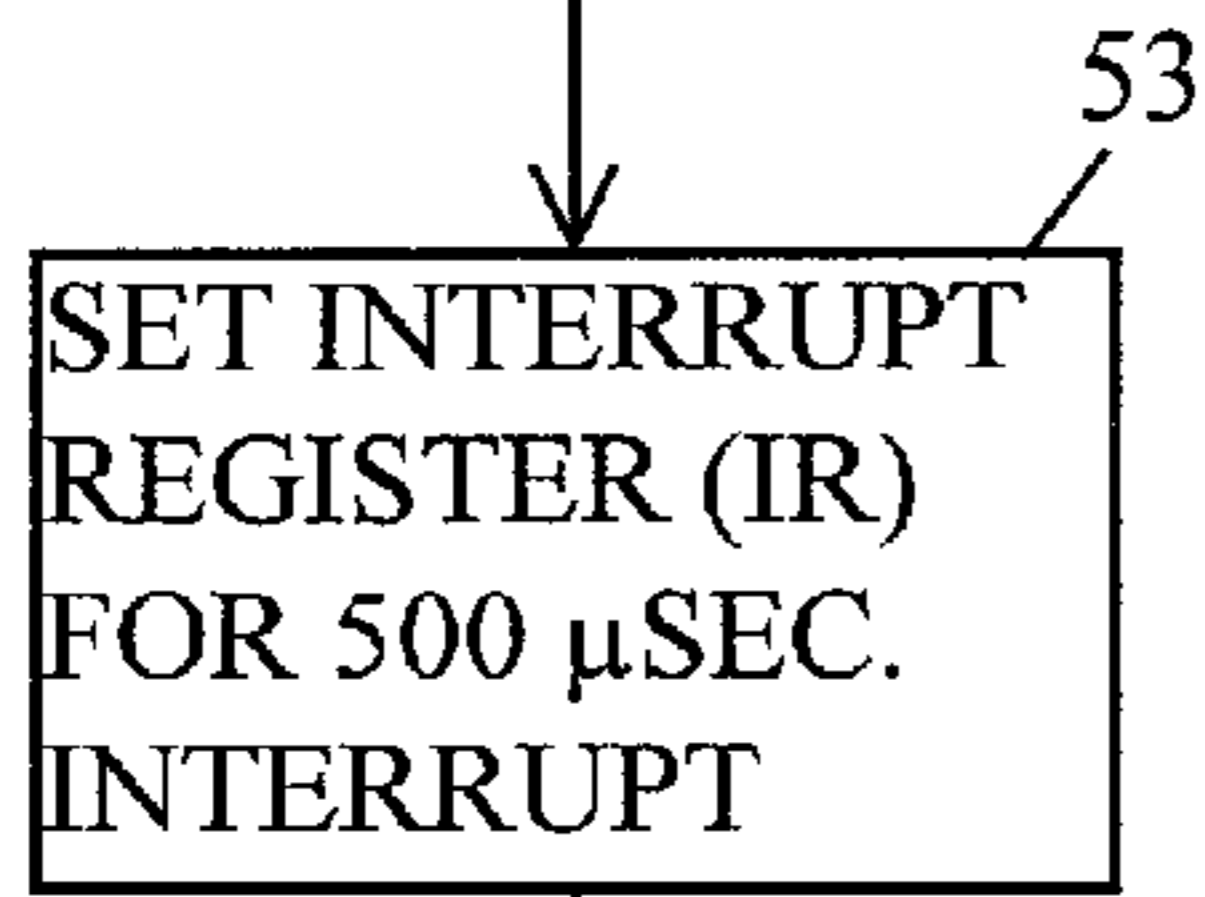 53
SET INTERRUPT
REGISTER (IR)
FOR 500 µSEC.
INTERRUPT